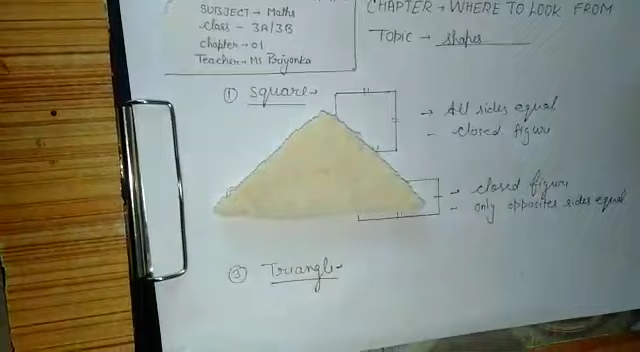 SUBJECT → Maths
class - 3A/3B
chapter → 01
Teacher → Ms Priyanka
CHAPTER → WHERE TO LOOK FROM
TOPIC → shapes
① Square →
→ All sides equal
- closed figure
- closed figure
- only opposites sides equal
③ Triangle →